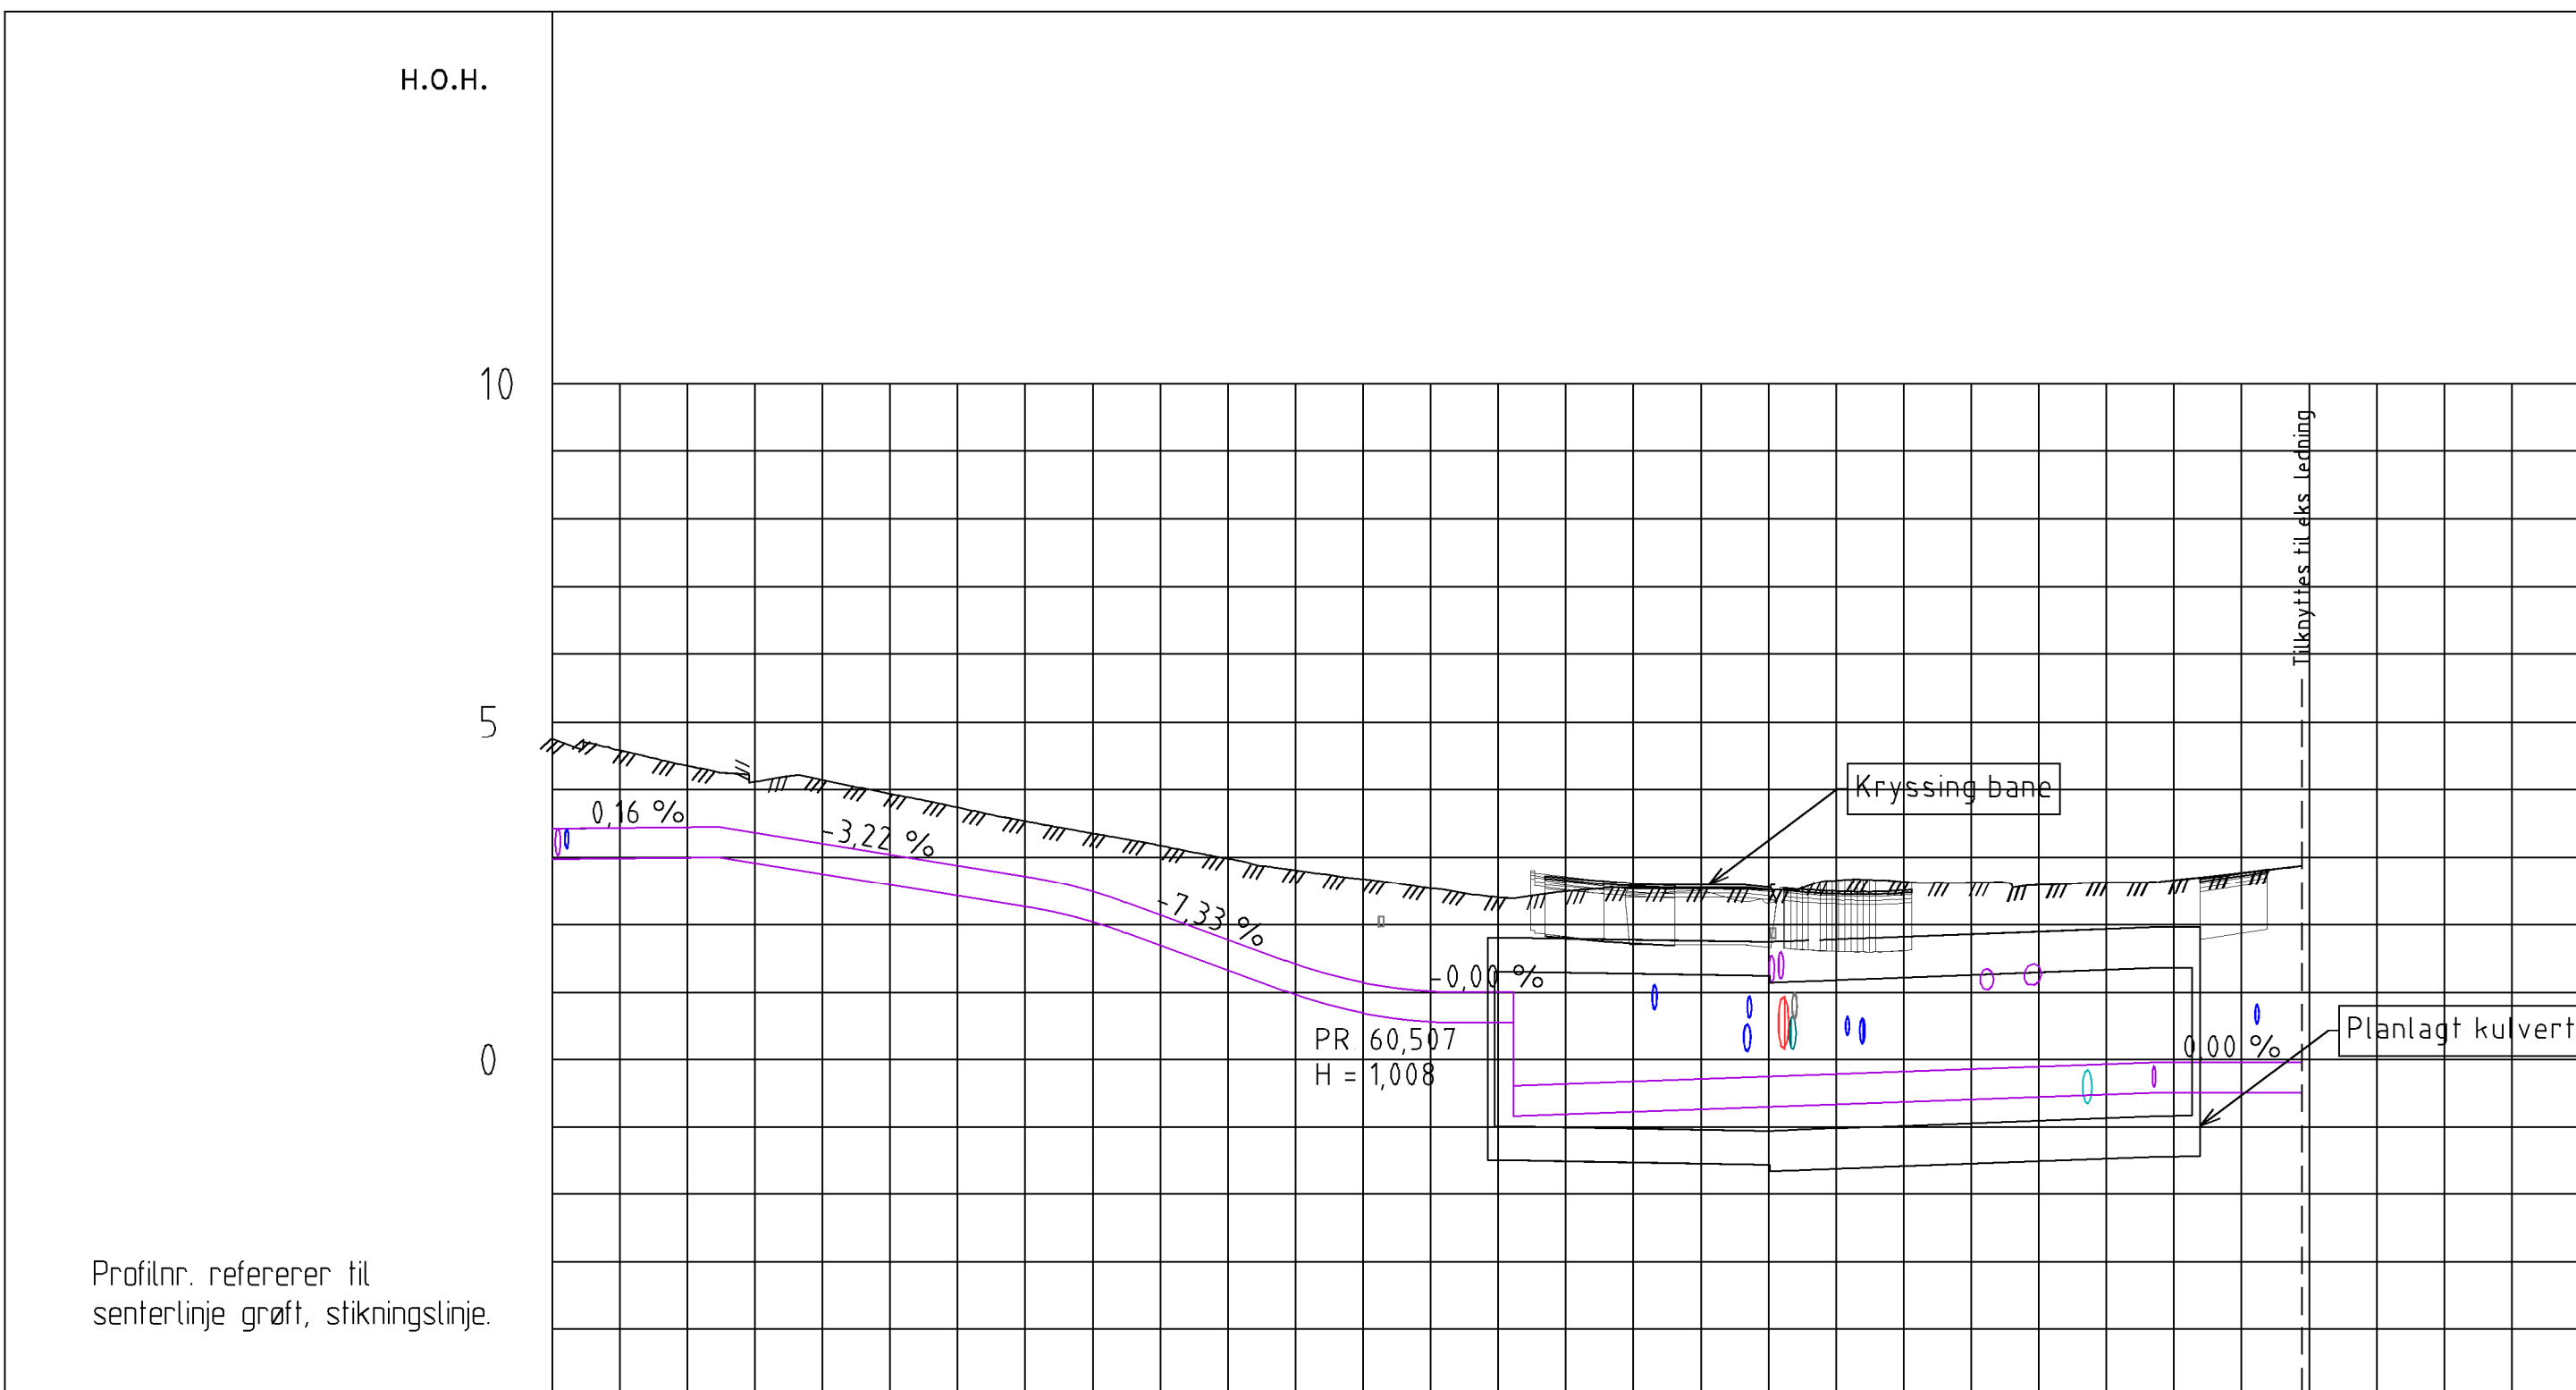 H.O.H.
10
Tilknyttes til eks ledning
5
Kryssing bane
0,16 %
-3,22 %
-7,33 %
-0,00 %
PR 60,507
H = 1,008
0
0,00 %
Planlagt kulvert
Profilnr. refererer til
senterlinje grøft, stikningslinje.